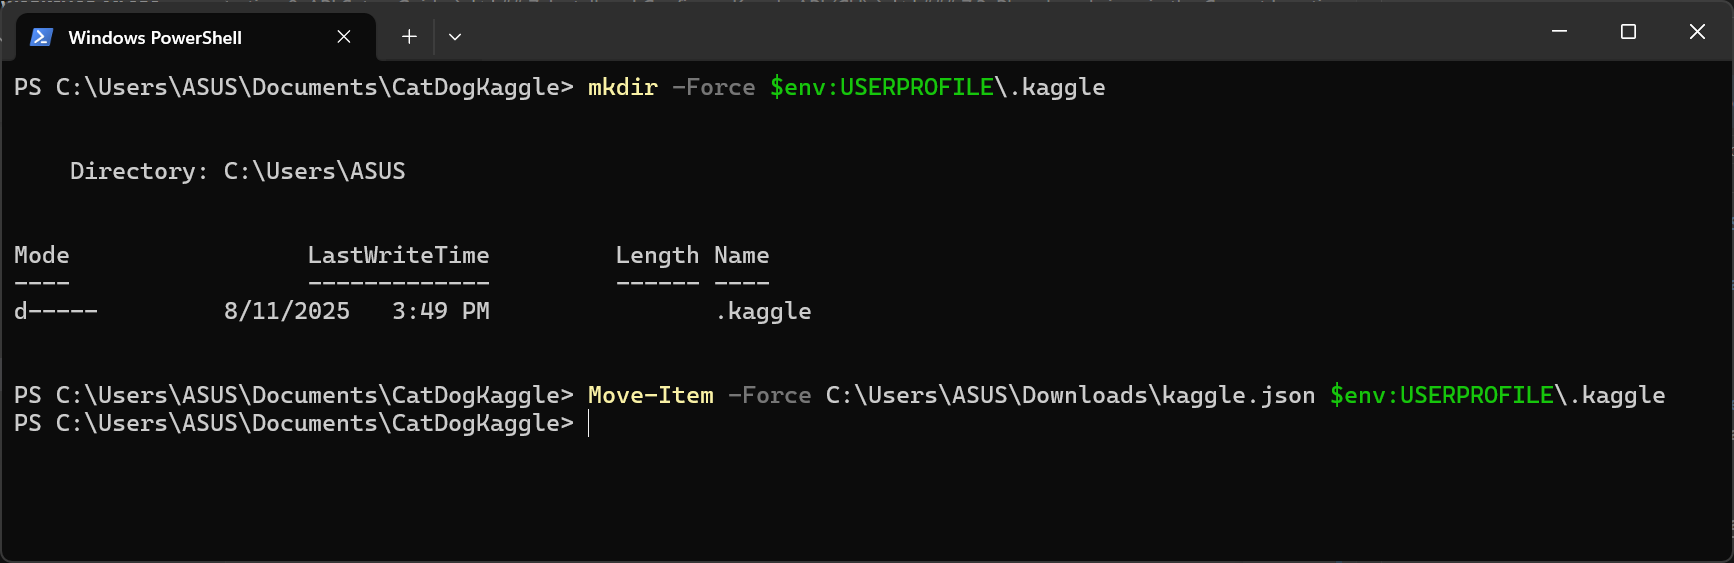 Windows PowerShell
PS C:\Users\ASUS\Documents\CatDogKaggle> mkdir -Force $env:USERPROFILE\.kaggle
Directory: C:\Users\ASUS
Mode LastWriteTime Length Name
---- ------------- ------ ----
d----- 8/11/2025 3:49 PM .kaggle
PS C:\Users\ASUS\Documents\CatDogKaggle> Move-Item -Force C:\Users\ASUS\Downloads\kaggle.json $env:USERPROFILE\.kaggle
PS C:\Users\ASUS\Documents\CatDogKaggle>